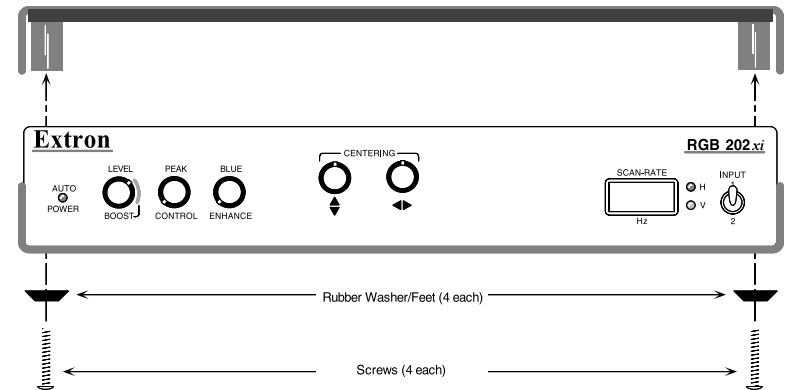 Extron
RGB 202xi
CENTERING
LEVEL
PEAK
BLUE
SCAN-RATE
INPUT
AUTO
POWER
H
V
1
BOOST
CONTROL
ENHANCE
Hz
2
Rubber Washer/Feet (4 each)
Screws (4 each)